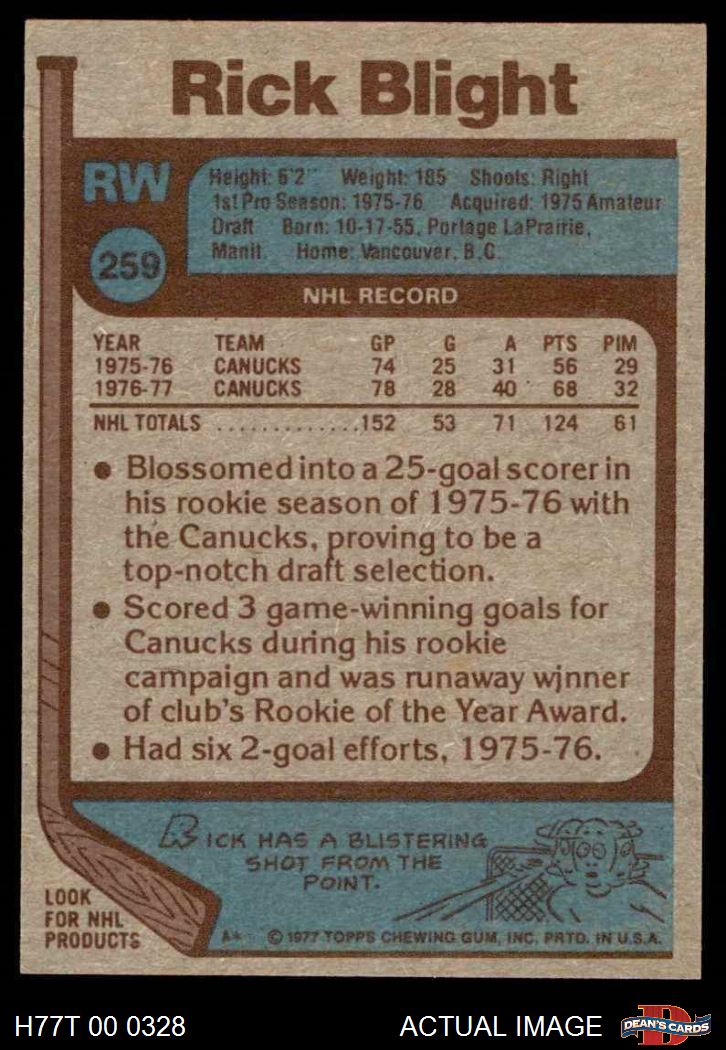 Rick Blight
RW
Height: 6'2" Weight: 185 Shoots: Right
1st Pro Season: 1975-76 Acquired: 1975 Amateur
Draft Born: 10-17-55, Portage LaPrairie,
Manit. Home: Vancouver, B.C.
259
NHL RECORD
YEAR TEAM GP G A PTS PIM
1975-76 CANUCKS 74 25 31 56 29
1976-77 CANUCKS 78 28 40 68 32
NHL TOTALS ..............152 53 71 124 61
• Blossomed into a 25-goal scorer in
his rookie season of 1975-76 with
the Canucks, proving to be a
top-notch draft selection.
• Scored 3 game-winning goals for
Canucks during his rookie
campaign and was runaway winner
of club's Rookie of the Year Award.
• Had six 2-goal efforts, 1975-76.
RICK HAS A BLISTERING
SHOT FROM THE
POINT.
LOOK
FOR NHL
PRODUCTS
A* © 1977 TOPPS CHEWING GUM, INC. PRTD. IN U.S.A.
H77T 00 0328
ACTUAL IMAGE
D
DEAN'S CARDS